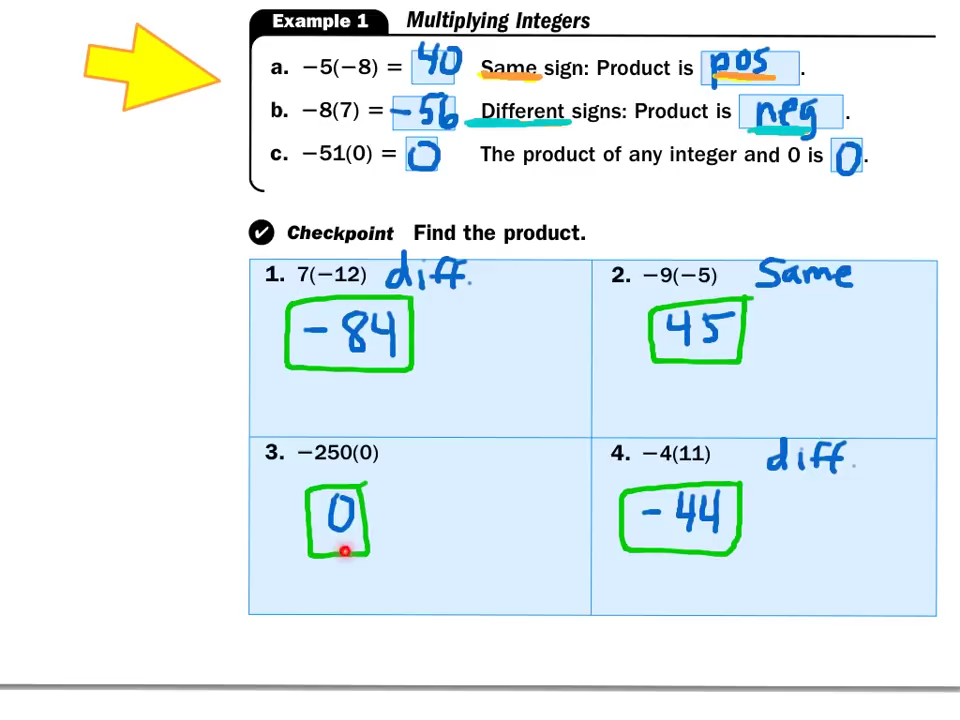 Example 1 Multiplying Integers
a. −5(−8) = 40 Same sign: Product is pos.
b. −8(7) = −56 Different signs: Product is neg.
c. −51(0) = 0 The product of any integer and 0 is 0.
✔ Checkpoint Find the product.
1. 7(−12) diff. 2. −9(−5) Same
−84 45
3. −250(0) 4. −4(11) diff.
0 −44